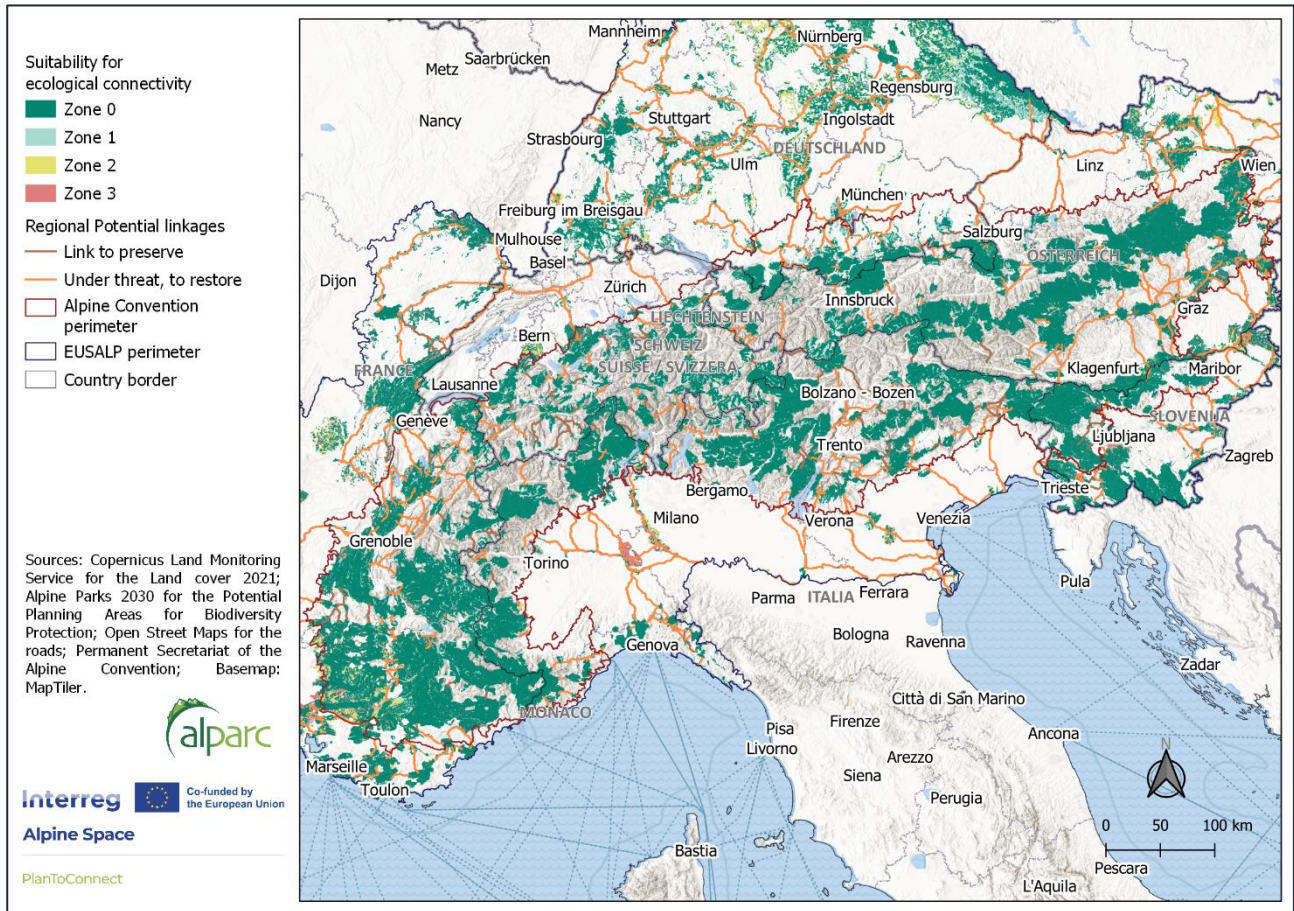 Suitability for
ecological connectivity
Zone 0
Zone 1
Zone 2
Zone 3
Regional Potential linkages
Link to preserve
Under threat, to restore
Alpine Convention
perimeter
EUSALP perimeter
Country border
Sources: Copernicus Land Monitoring
Service for the Land cover 2021;
Alpine Parks 2030 for the Potential
Planning Areas for Biodiversity
Protection; Open Street Maps for the
roads; Permanent Secretariat of the
Alpine Convention; Basemap:
MapTiler.
alparc
Interreg
Co-funded by
the European Union
Alpine Space
PlanToConnect
Mannheim
Nürnberg
Saarbrücken
Metz
Regensburg
Nancy
Stuttgart
Ingolstadt
Strasbourg
DEUTSCHLAND
Ulm
Linz
Wien
München
Freiburg im Breisgau
Salzburg
Mulhouse
Basel
ÖSTERREICH
Dijon
Zürich
Innsbruck
Graz
LIECHTENSTEIN
Bern
SCHWEIZ
SUISSE / SVIZZERA
FRANCE
Klagenfurt
Maribor
Lausanne
Bolzano - Bozen
SLOVENIJA
Genève
Ljubljana
Trento
Zagreb
Bergamo
Trieste
Milano
Verona
Venezia
Grenoble
Torino
Pula
Parma
ITALIA
Ferrara
Bologna
Ravenna
Genova
Zadar
Città di San Marino
MONACO
Firenze
Pisa
Ancona
Livorno
N
Arezzo
Marseille
Siena
Toulon
Perugia
0 50 100 km
Bastia
Pescara
L'Aquila